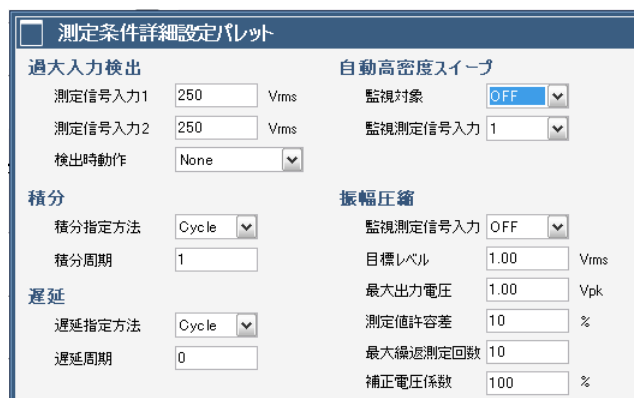 測定条件詳細設定パレット
過大入力検出
測定信号入力1 250 Vrms
測定信号入力2 250 Vrms
検出時動作 None
積分
積分指定方法 Cycle
積分周期 1
遅延
遅延指定方法 Cycle
遅延周期 0
自動高密度スイープ
監視対象 OFF
監視測定信号入力 1
振幅圧縮
監視測定信号入力 OFF
目標レベル 1.00 Vrms
最大出力電圧 1.00 Vpk
測定値許容差 10 %
最大繰返測定回数 10
補正電圧係数 100 %